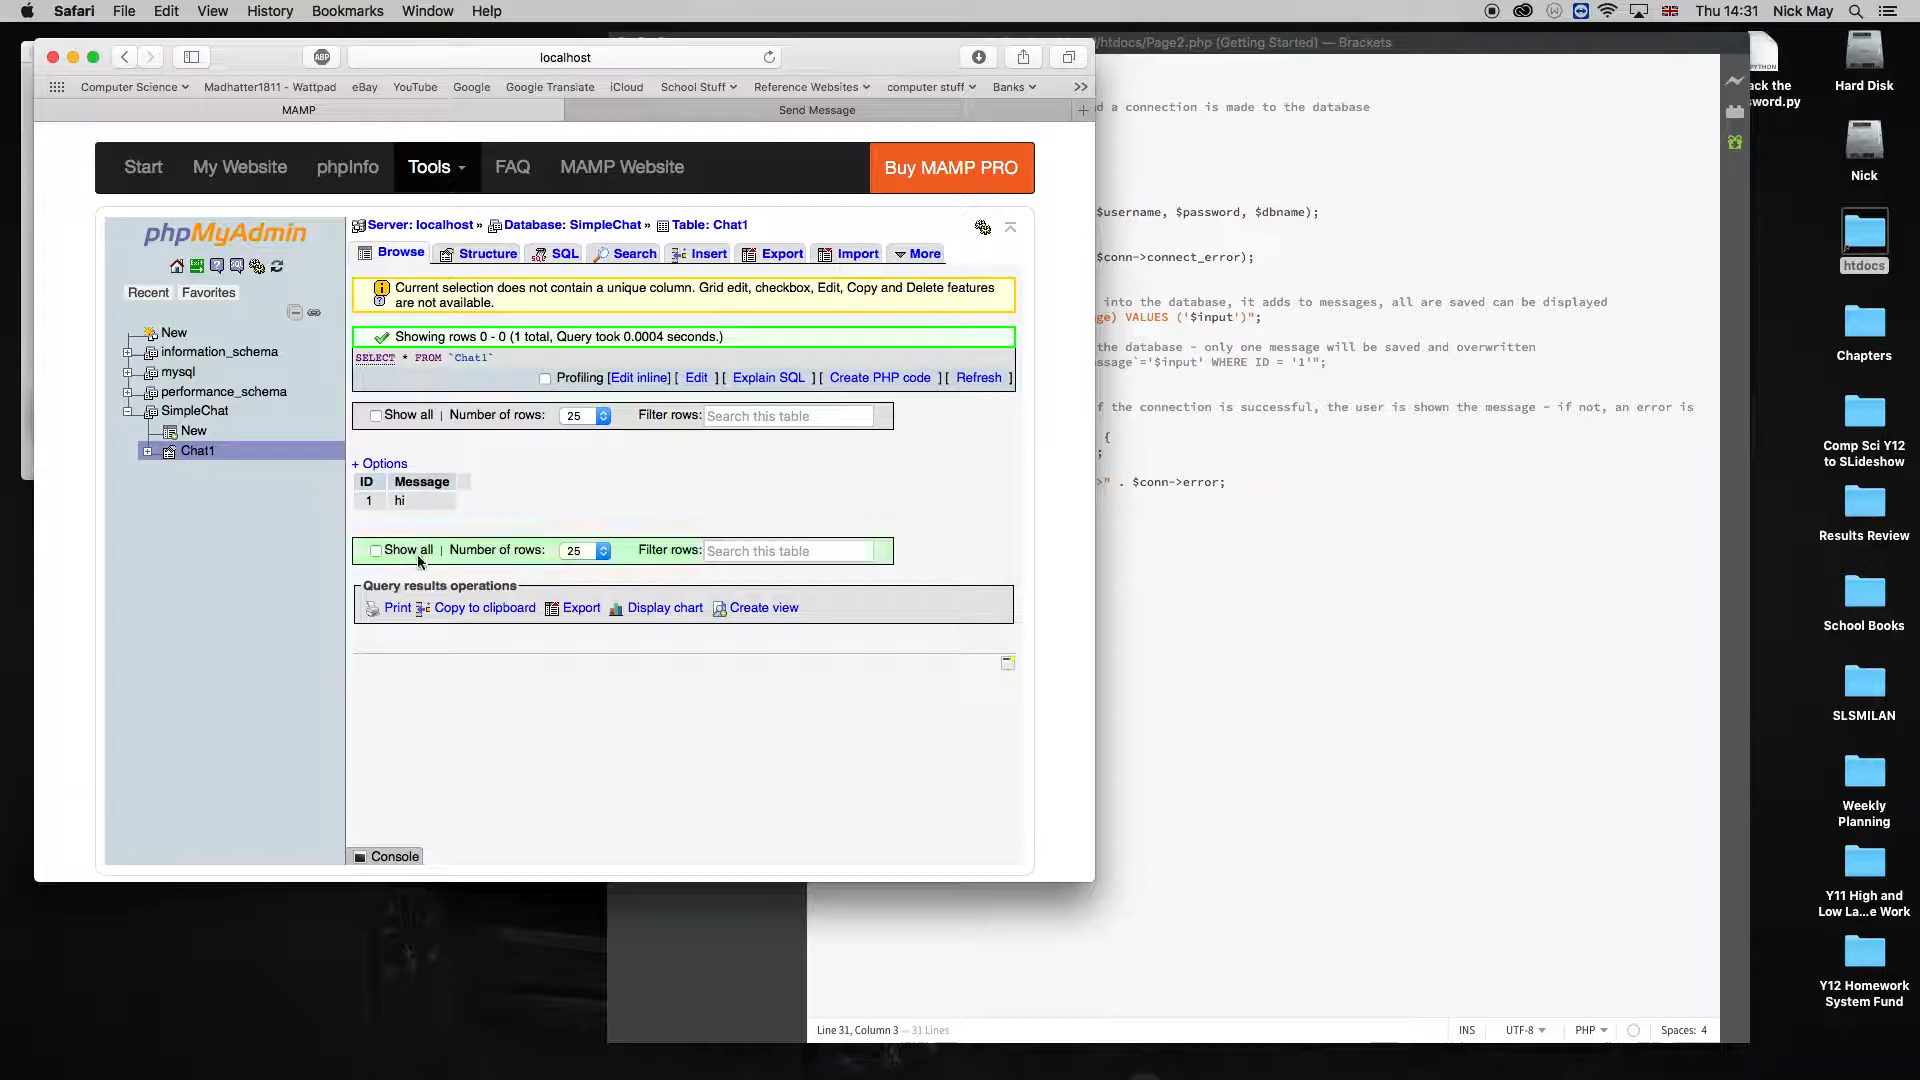 Safari File Edit View History Bookmarks Window Help
Thu 14:31 Nick May
localhost
ABP
Computer Science Madhatter1811 - Wattpad eBay YouTube Google Google Translate iCloud School Stuff Reference Websites computer stuff Banks >>
MAMP
Send Message
Start My Website phpInfo Tools FAQ MAMP Website Buy MAMP PRO
phpMyAdmin
Recent Favorites
New
information_schema
mysql
performance_schema
SimpleChat
New
Chat1
Server: localhost » Database: SimpleChat » Table: Chat1
Browse Structure SQL Search Insert Export Import More
Current selection does not contain a unique column. Grid edit, checkbox, Edit, Copy and Delete features
are not available.
Showing rows 0 - 0 (1 total, Query took 0.0004 seconds.)
SELECT * FROM `Chat1`
Profiling [Edit inline] [ Edit ] [ Explain SQL ] [ Create PHP code ] [ Refresh ]
Show all | Number of rows: 25 Filter rows: Search this table
+ Options
ID Message
1 hi
Show all | Number of rows: 25 Filter rows: Search this table
Query results operations
Print Copy to clipboard Export Display chart Create view
Console
/htdocs/Page2.php (Getting Started) — Brackets
d a connection is made to the database
$username, $password, $dbname);
$conn->connect_error);
into the database, it adds to messages, all are saved can be displayed
ge) VALUES ('$input')";
the database - only one message will be saved and overwritten
essage`='$input' WHERE ID = '1'";
f the connection is successful, the user is shown the message - if not, an error is
{
;
>" . $conn->error;
Line 31, Column 3 — 31 Lines
INS UTF-8 PHP Spaces: 4
PYTHON
ack the
sword.py
Hard Disk
Nick
htdocs
Chapters
Comp Sci Y12
to SLideshow
Results Review
School Books
SLSMILAN
Weekly
Planning
Y11 High and
Low La...e Work
Y12 Homework
System Fund